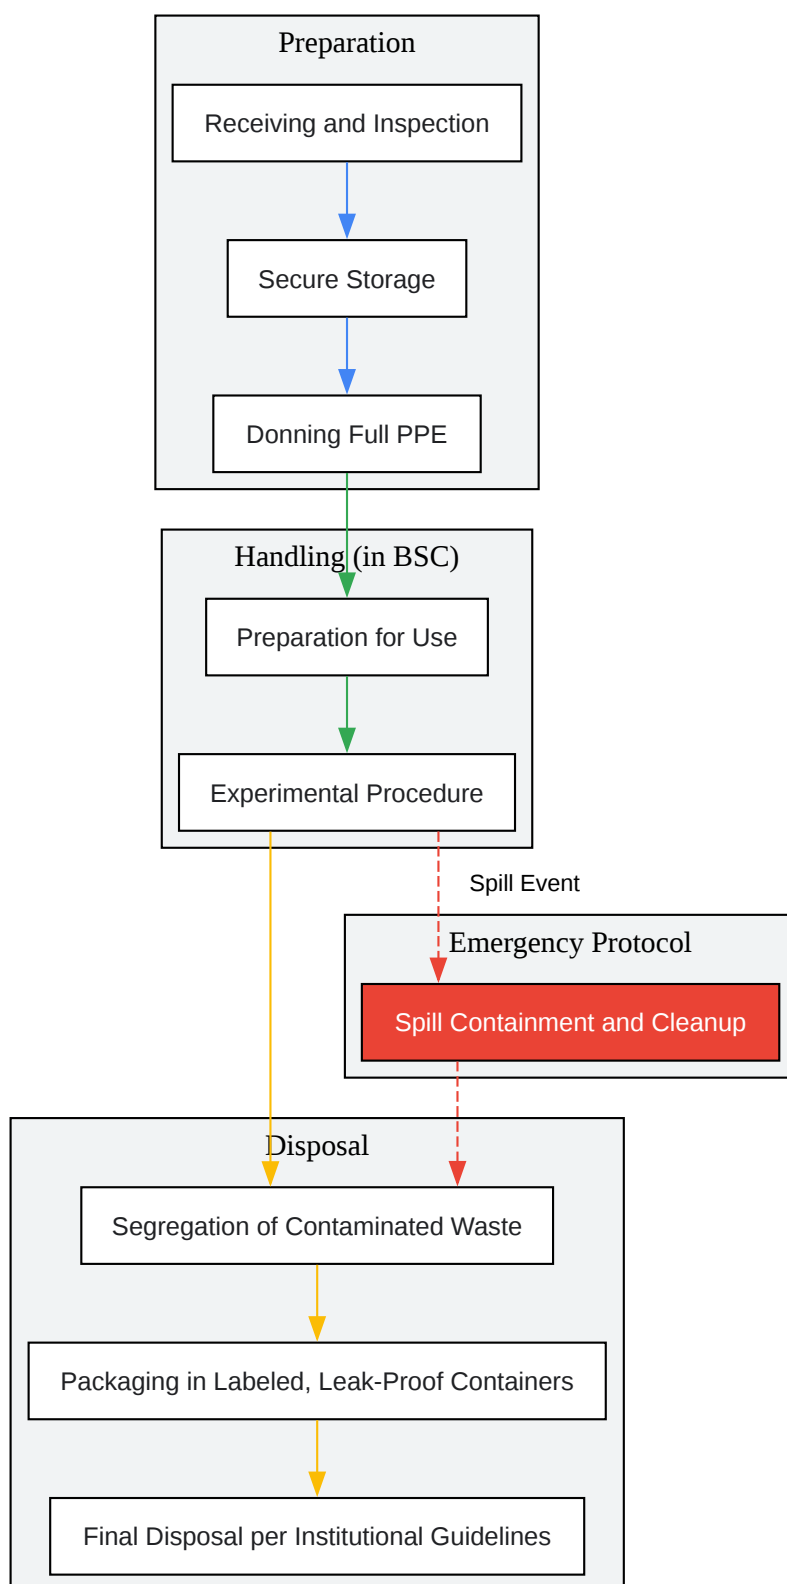 Preparation
Receiving and Inspection
Secure Storage
Donning Full PPE
Handling (in BSC)
Preparation for Use
Experimental Procedure
Spill Event
Emergency Protocol
Spill Containment and Cleanup
Disposal
Segregation of Contaminated Waste
Packaging in Labeled, Leak-Proof Containers
Final Disposal per Institutional Guidelines